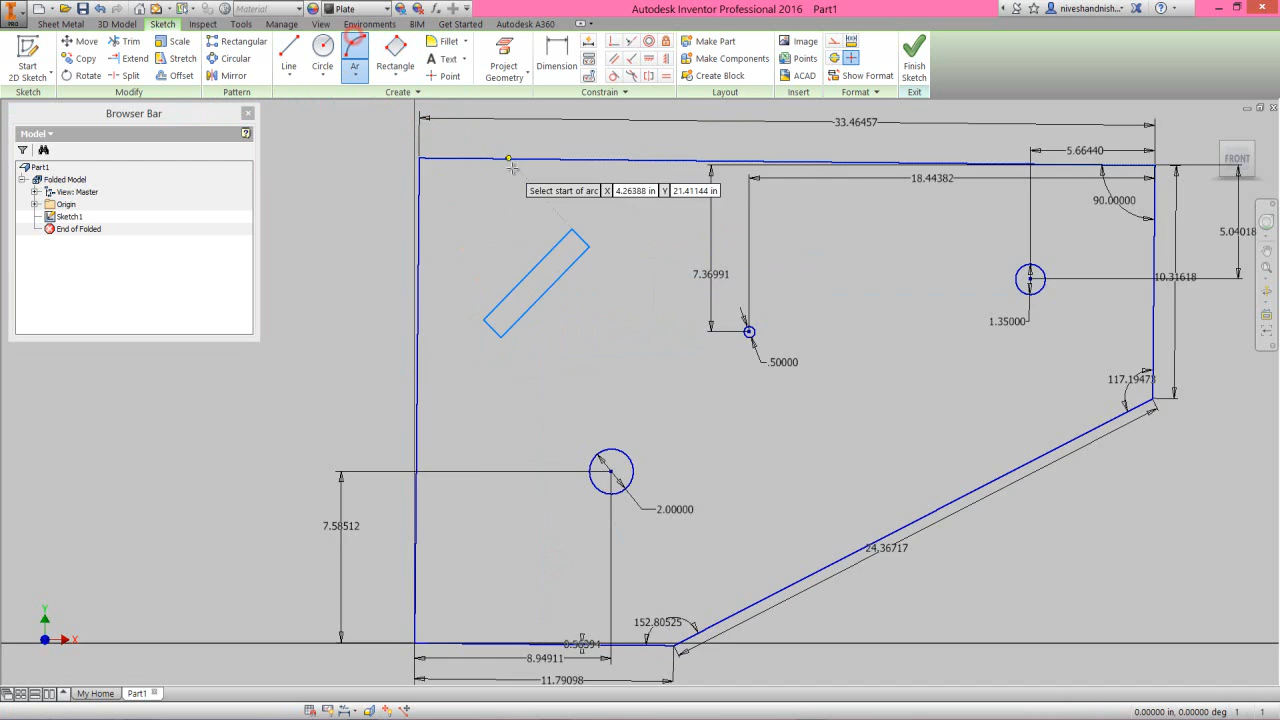 Material
Plate
Autodesk Inventor Professional 2016 Part1
niveshandnish...
PRO
Sheet Metal 3D Model Sketch Inspect Tools Manage View Environments BIM Get Started Autodesk A360
Start 2D Sketch
Move Trim Scale
Copy Extend Stretch
Rotate Split Offset
Rectangular
Circular
Mirror
Line Circle Ar Rectangle
Fillet
Text
Point
Project Geometry
Dimension
Make Part
Make Components
Create Block
Image
Points
ACAD
Show Format
Finish Sketch
Sketch Modify Pattern Create Constrain Layout Insert Format Exit
Browser Bar
Model
Part1
Folded Model
View: Master
Origin
Sketch1
End of Folded
33.46457
5.66440
FRONT
18.44382
Select start of arc X 4.26388 in Y 21.41144 in
90.00000
5.04018
7.36991
10.31618
1.35000
.50000
117.19473
2.00000
7.58512
24.36717
152.80525
8.94911
11.79098
Y
X
My Home Part1
0.00000 in, 0.00000 deg 1 1